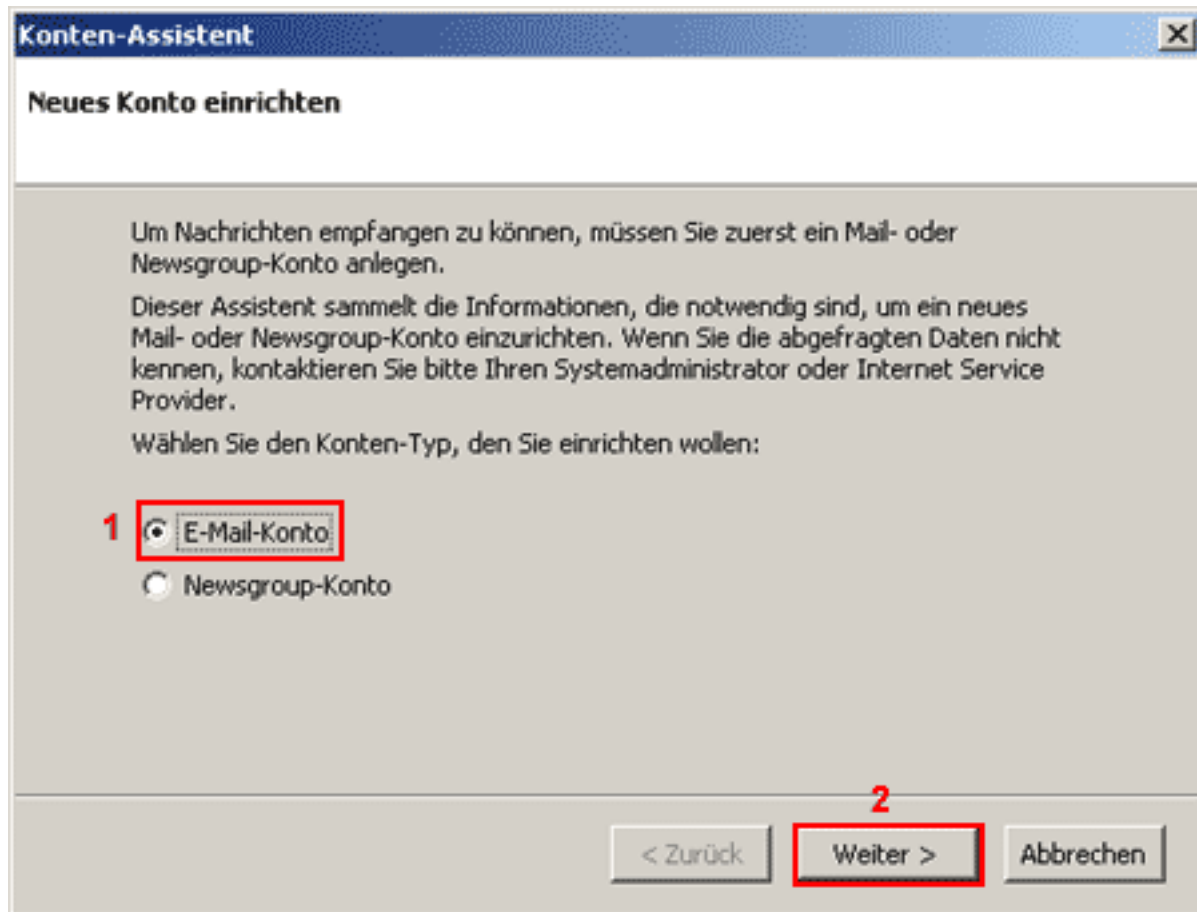 Konten-Assistent
Neues Konto einrichten
Um Nachrichten empfangen zu können, müssen Sie zuerst ein Mail- oder
Newsgroup-Konto anlegen.
Dieser Assistent sammelt die Informationen, die notwendig sind, um ein neues
Mail- oder Newsgroup-Konto einzurichten. Wenn Sie die abgefragten Daten nicht
kennen, kontaktieren Sie bitte Ihren Systemadministrator oder Internet Service
Provider.
Wählen Sie den Konten-Typ, den Sie einrichten wollen:
1 E-Mail-Konto
Newsgroup-Konto
2
< Zurück Weiter > Abbrechen